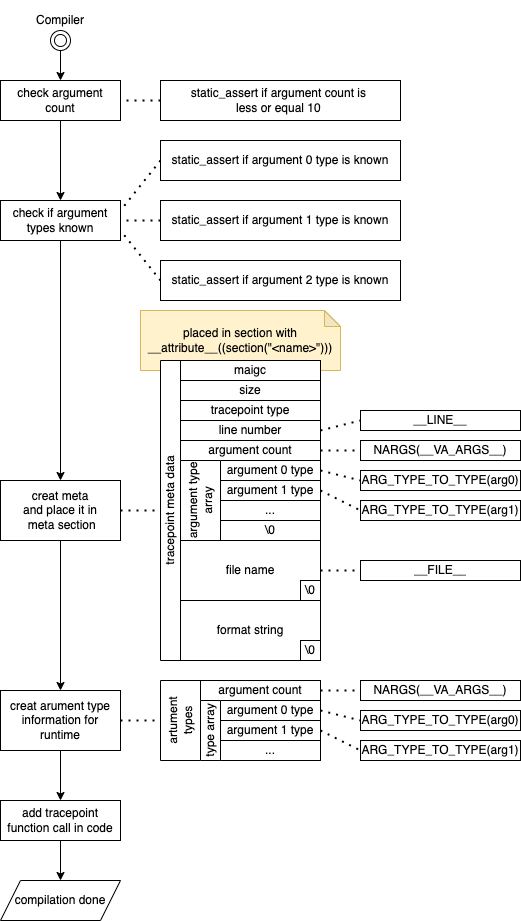 Compiler
check argument
count
static_assert if argument count is
less or equal 10
static_assert if argument 0 type is known
check if argument
types known
static_assert if argument 1 type is known
static_assert if argument 2 type is known
placed in section with
__attribute__((section("<name>")))
tracepoint meta data
maigc
size
tracepoint type
line number
__LINE__
argument count
NARGS(__VA_ARGS__)
argument type
array
argument 0 type
ARG_TYPE_TO_TYPE(arg0)
argument 1 type
ARG_TYPE_TO_TYPE(arg1)
...
\0
creat meta
and place it in
meta section
file name
__FILE__
\0
format string
\0
creat arument type
information for
runtime
artument
types
argument count
NARGS(__VA_ARGS__)
type array
argument 0 type
ARG_TYPE_TO_TYPE(arg0)
argument 1 type
ARG_TYPE_TO_TYPE(arg1)
...
add tracepoint
function call in code
compilation done